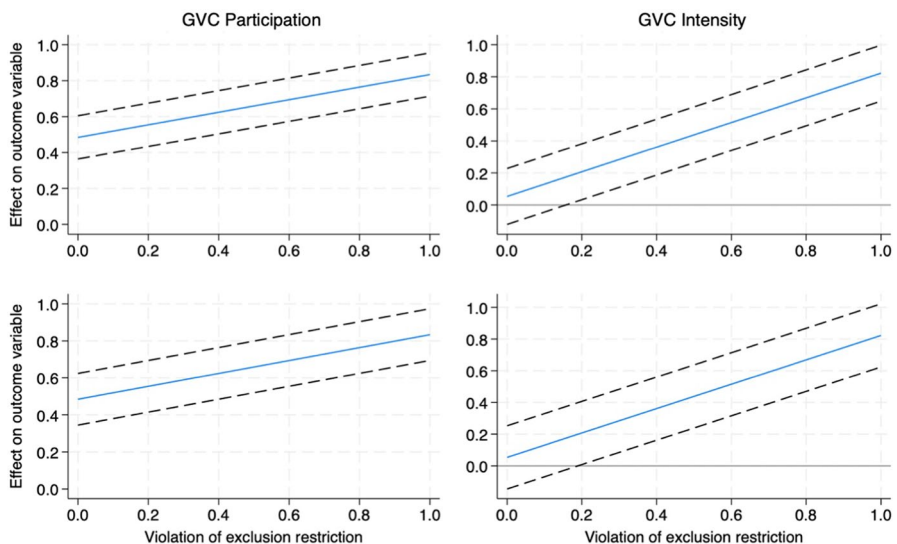 GVC Participation
GVC Intensity
Effect on outcome variable
1.0
0.8
0.6
0.4
0.2
0.0
0.0 0.2 0.4 0.6 0.8 1.0
1.0
0.8
0.6
0.4
0.2
0.0
0.0 0.2 0.4 0.6 0.8 1.0
Effect on outcome variable
1.0
0.8
0.6
0.4
0.2
0.0
0.0 0.2 0.4 0.6 0.8 1.0
Violation of exclusion restriction
1.0
0.8
0.6
0.4
0.2
0.0
0.0 0.2 0.4 0.6 0.8 1.0
Violation of exclusion restriction